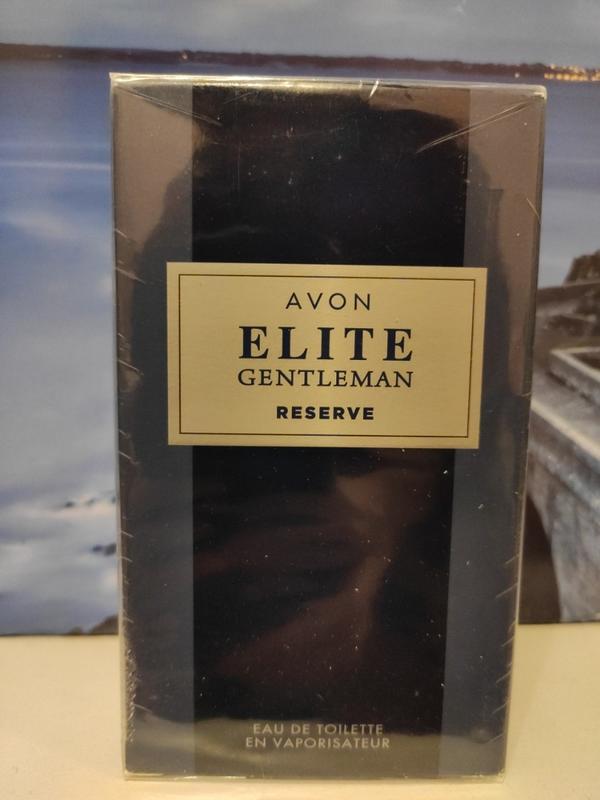 AVON
ELITE
GENTLEMAN
RESERVE
EAU DE TOILETTE
EN VAPORISATEUR